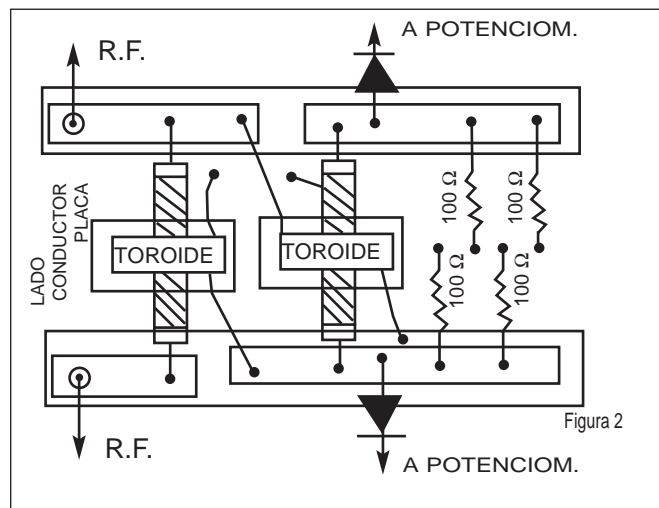 A POTENCIOM.
R.F.
LADO
CONDUCTOR
PLACA
TOROIDE
TOROIDE
100 Ω
100 Ω
100 Ω
100 Ω
Figura 2
R.F.
A POTENCIOM.